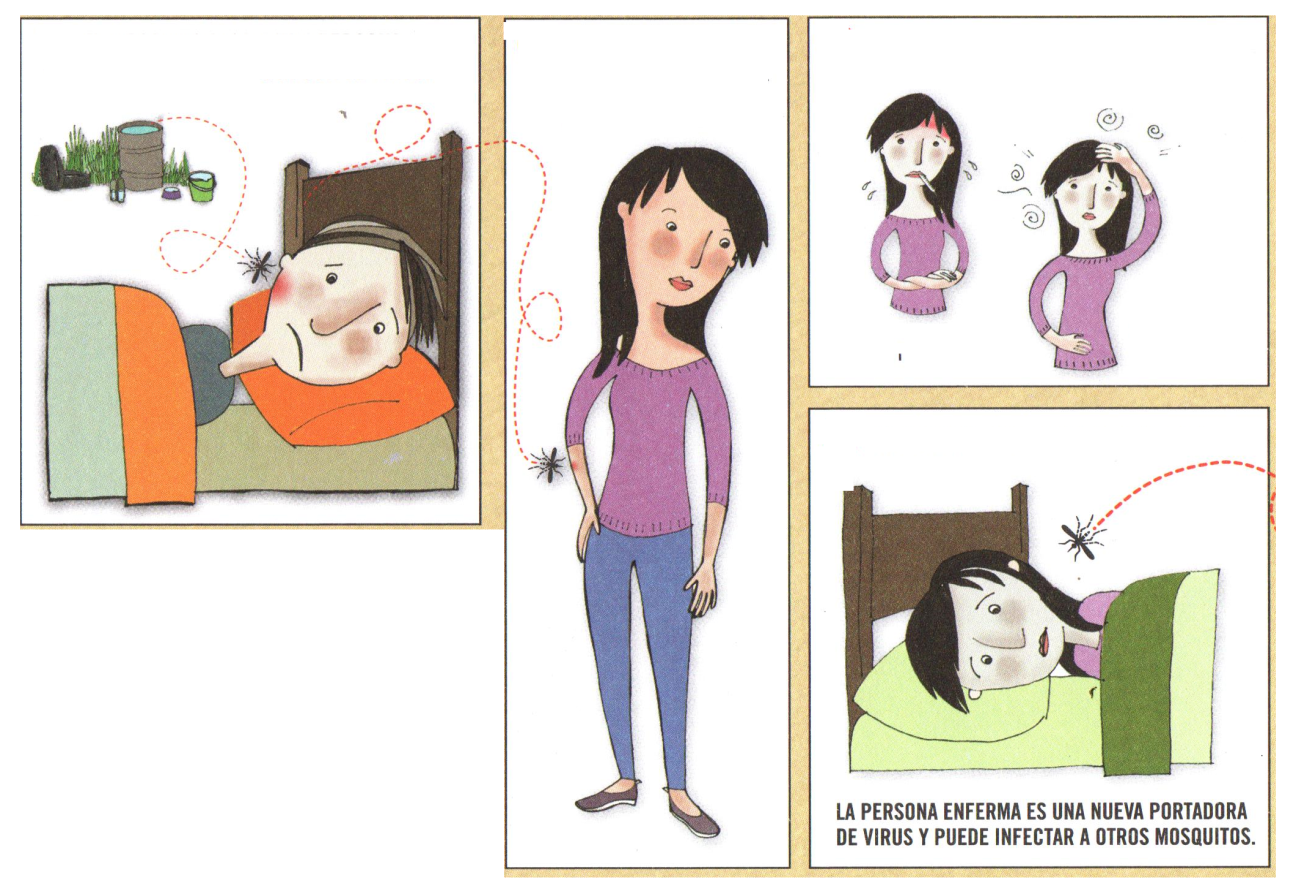 LA PERSONA ENFERMA ES UNA NUEVA PORTADORA
DE VIRUS Y PUEDE INFECTAR A OTROS MOSQUITOS.